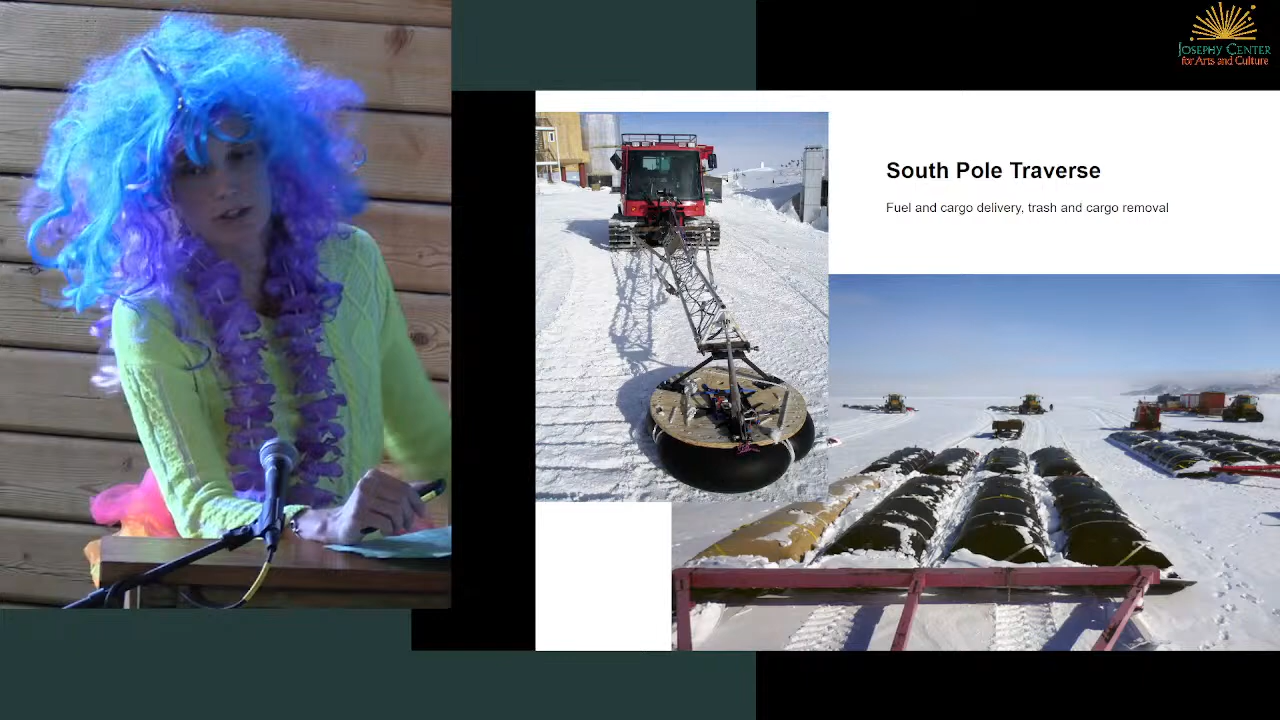 JOSEPHY CENTER
for Arts and Culture
South Pole Traverse
Fuel and cargo delivery, trash and cargo removal